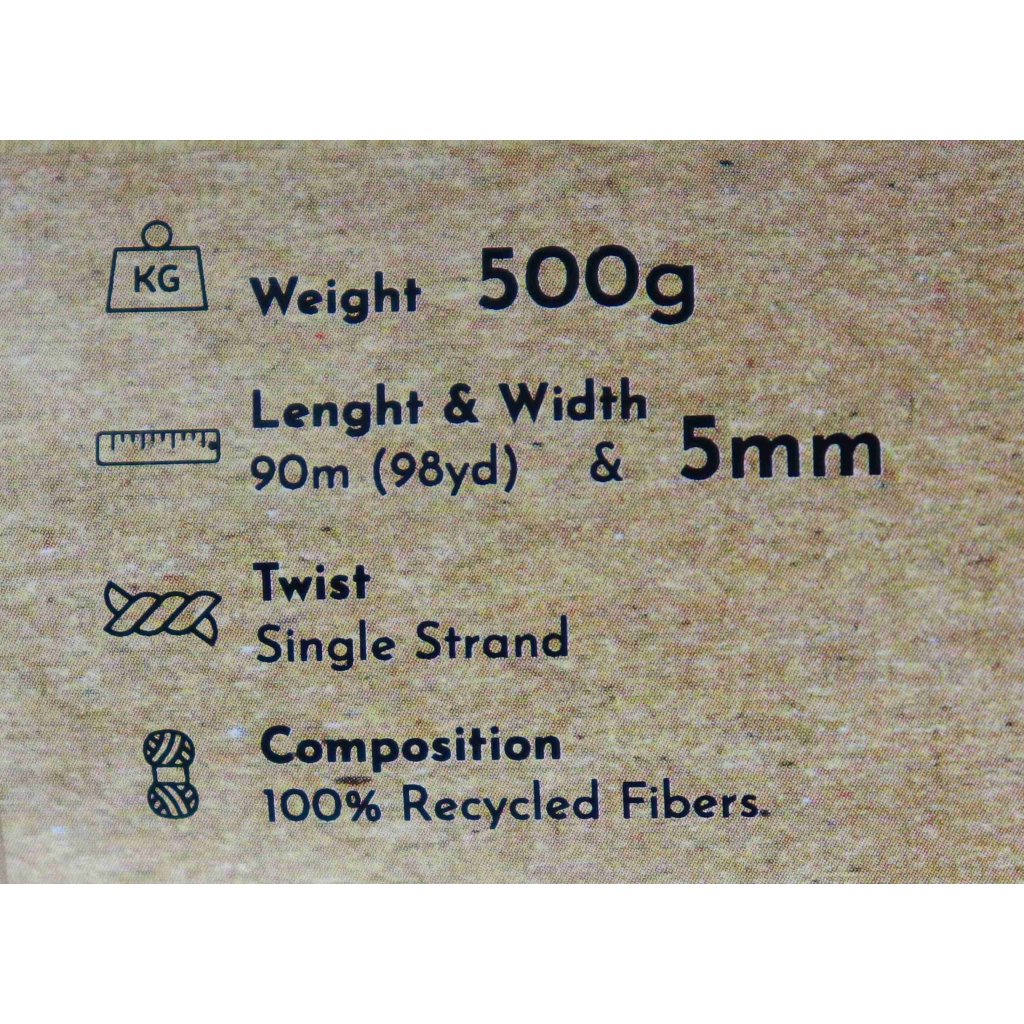 KG
Weight 500g
Lenght & Width
90m (98yd) & 5mm
Twist
Single Strand
Composition
100% Recycled Fibers.